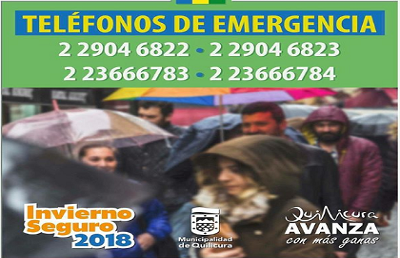 TELÉFONOS DE EMERGENCIA
2 2904 6822 • 2 2904 6823
2 23666783 • 2 23666784
Invierno
Seguro
2018
Municipalidad
de Quilicura
Quilicura
AVANZA
con más ganas